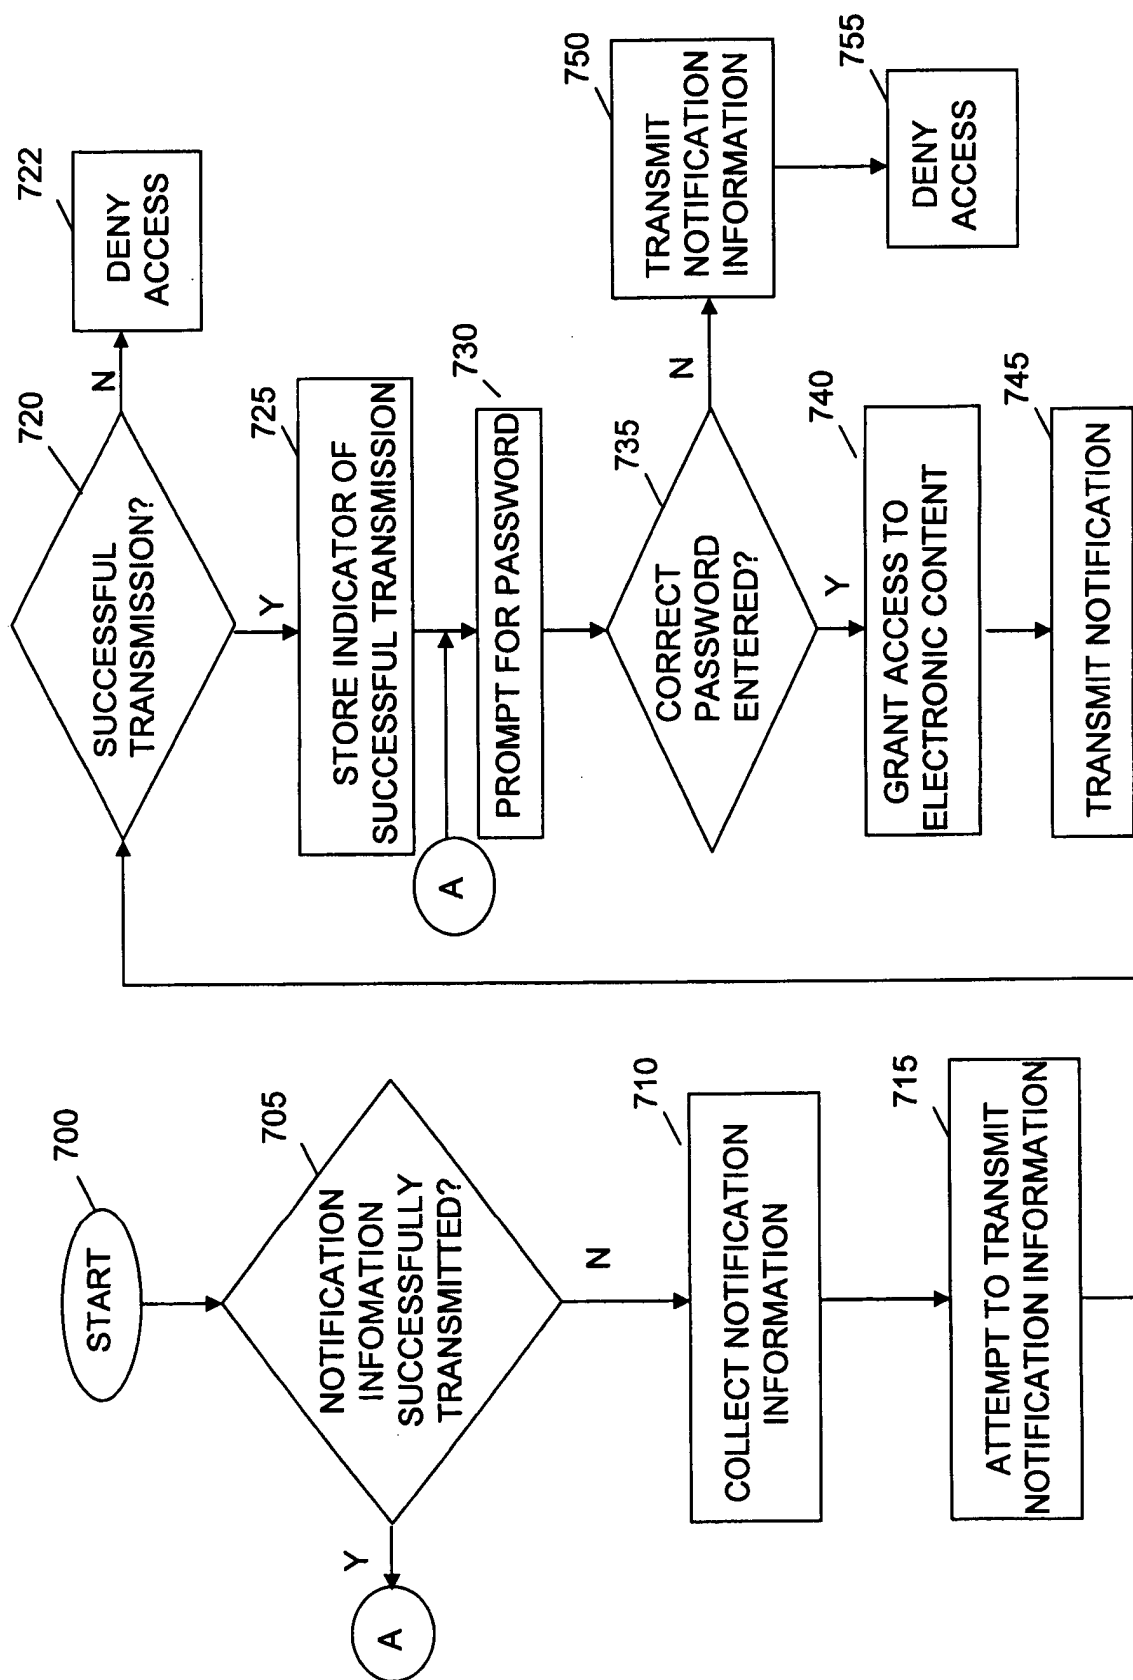 700
START
705
NOTIFICATION
INFOMATION
SUCCESSFULLY
TRANSMITTED?
Y
A
N
710
COLLECT NOTIFICATION
INFORMATION
715
ATTEMPT TO TRANSMIT
NOTIFICATION INFORMATION
720
SUCCESSFUL
TRANSMISSION?
N
722
DENY
ACCESS
Y
725
STORE INDICATOR OF
SUCCESSFUL TRANSMISSION
A
730
PROMPT FOR PASSWORD
735
CORRECT
PASSWORD
ENTERED?
N
750
TRANSMIT
NOTIFICATION
INFORMATION
755
DENY
ACCESS
Y
740
GRANT ACCESS TO
ELECTRONIC CONTENT
745
TRANSMIT NOTIFICATION